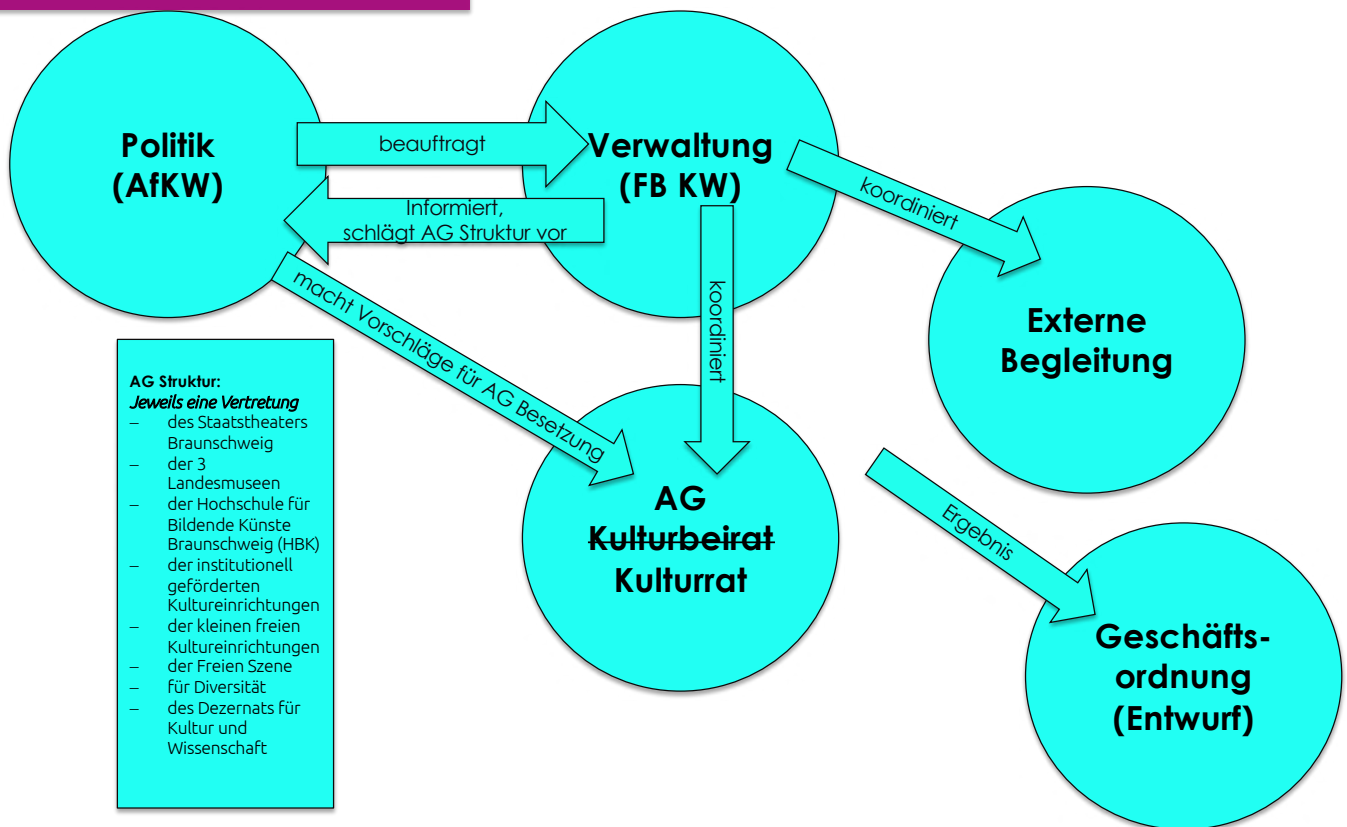 Politik
(AfKW)
beauftragt
Verwaltung
(FB KW)
Informiert,
schlägt AG Struktur vor
koordiniert
koordiniert
macht Vorschläge für AG Besetzung
Externe
Begleitung
AG Struktur:
Jeweils eine Vertretung
– des Staatstheaters
Braunschweig
– der 3
Landesmuseen
– der Hochschule für
Bildende Künste
Braunschweig (HBK)
– der institutionell
geförderten
Kultureinrichtungen
– der kleinen freien
Kultureinrichtungen
– der Freien Szene
– für Diversität
– des Dezernats für
Kultur und
Wissenschaft
AG
Kulturbeirat
Kulturrat
Ergebnis
Geschäfts-
ordnung
(Entwurf)